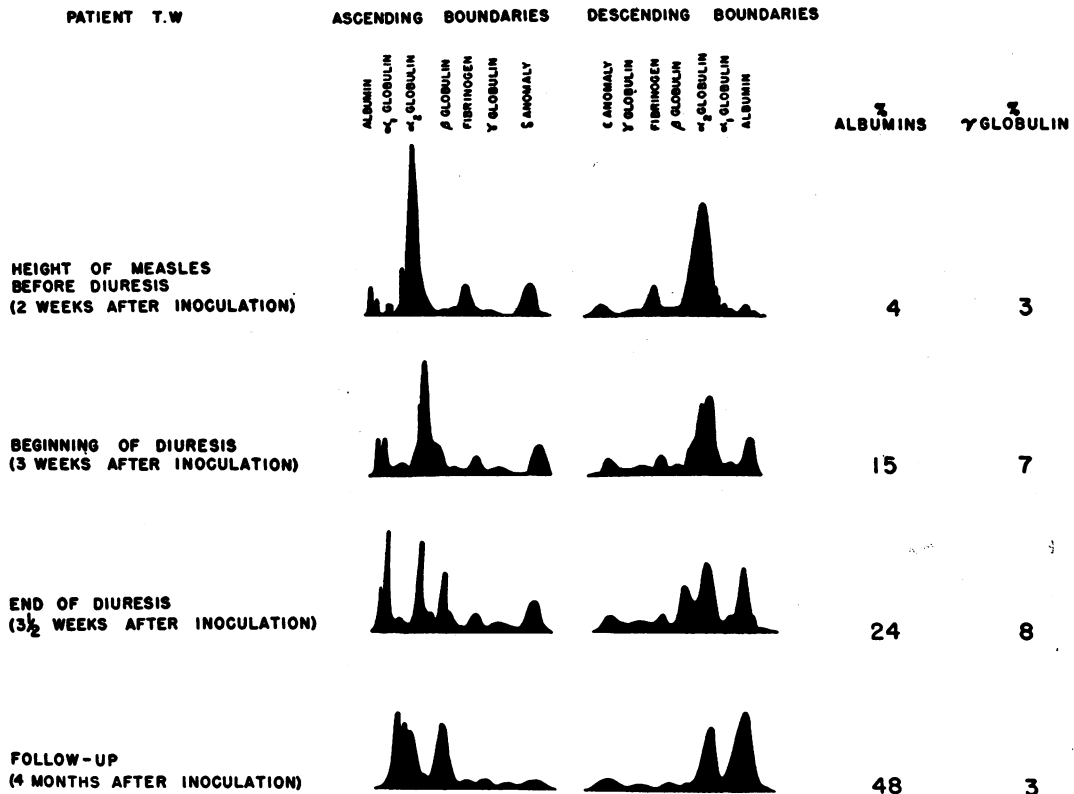 PATIENT T.W
ASCENDING BOUNDARIES
DESCENDING BOUNDARIES
ALBUMIN
α₁ GLOBULIN
α₂ GLOBULIN
β GLOBULIN
FIBRINOGEN
γ GLOBULIN
δ ANOMALY
ε ANOMALY
γ GLOBULIN
FIBRINOGEN
β GLOBULIN
α₂ GLOBULIN
α₁ GLOBULIN
ALBUMIN
% ALBUMINS
% γ GLOBULIN
HEIGHT OF MEASLES
BEFORE DIURESIS
(2 WEEKS AFTER INOCULATION)
4
3
BEGINNING OF DIURESIS
(3 WEEKS AFTER INOCULATION)
15
7
END OF DIURESIS
(3½ WEEKS AFTER INOCULATION)
24
8
FOLLOW-UP
(4 MONTHS AFTER INOCULATION)
48
3